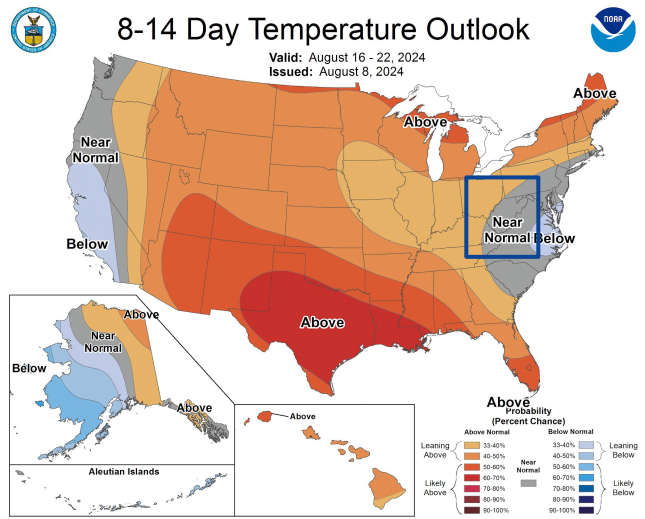 8-14 Day Temperature Outlook
Valid: August 16 - 22, 2024
Issued: August 8, 2024
NOAA
Above
Above
Near
Normal
Near
Normal
Below
Below
Above
Above
Above
Near
Normal
Below
Above
Above
Aleutian Islands
Probability
(Percent Chance)
Above Normal
Below Normal
Leaning
Above
33-40%
40-50%
Likely
Above
50-60%
60-70%
70-80%
80-90%
90-100%
Near
Normal
33-40%
40-50%
Leaning
Below
50-60%
60-70%
70-80%
80-90%
90-100%
Likely
Below